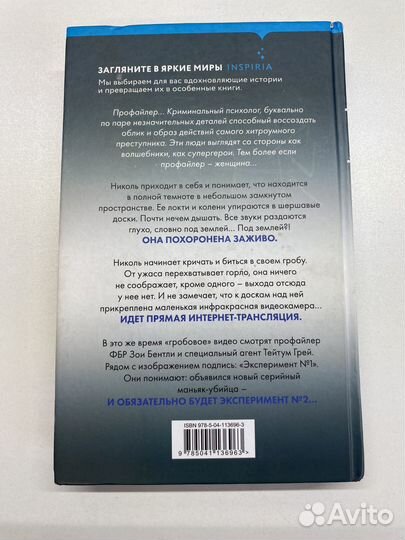 ЗАГЛЯНИТЕ В ЯРКИЕ МИРЫ INSPIRIA
Мы выбираем для вас вдохновляющие истории
и превращаем их в особенные книги.
Профайлер... Криминальный психолог, буквально
по паре незначительных деталей способный воссоздать
облик и образ действий самого хитроумного
преступника. Эти люди выглядят со стороны как
волшебники, как супергерои. Тем более если
профайлер – женщина...
Николь приходит в себя и понимает, что находится
в полной темноте в небольшом замкнутом
пространстве. Ее локти и колени упираются в шершавые
доски. Почти нечем дышать. Все звуки раздаются
глухо, словно под землей... Под землей?!
ОНА ПОХОРОНЕНА ЗАЖИВО.
Николь начинает кричать и биться в своем гробу.
От ужаса перехватывает горло, она ничего
не соображает, кроме одного – выхода отсюда
у нее нет. И не замечает, что к доскам над ней
прикреплена маленькая инфракрасная видеокамера...
ИДЕТ ПРЯМАЯ ИНТЕРНЕТ-ТРАНСЛЯЦИЯ.
В это же время «гробовое» видео смотрят профайлер
ФБР Зои Бентли и специальный агент Тейтум Грей.
Рядом с изображением подпись: «Эксперимент №1».
Они понимают: объявился новый серийный
маньяк-убийца –
И ОБЯЗАТЕЛЬНО БУДЕТ ЭКСПЕРИМЕНТ №2...
ISBN 978-5-04-113696-3
9 785041 136963 >
Avito